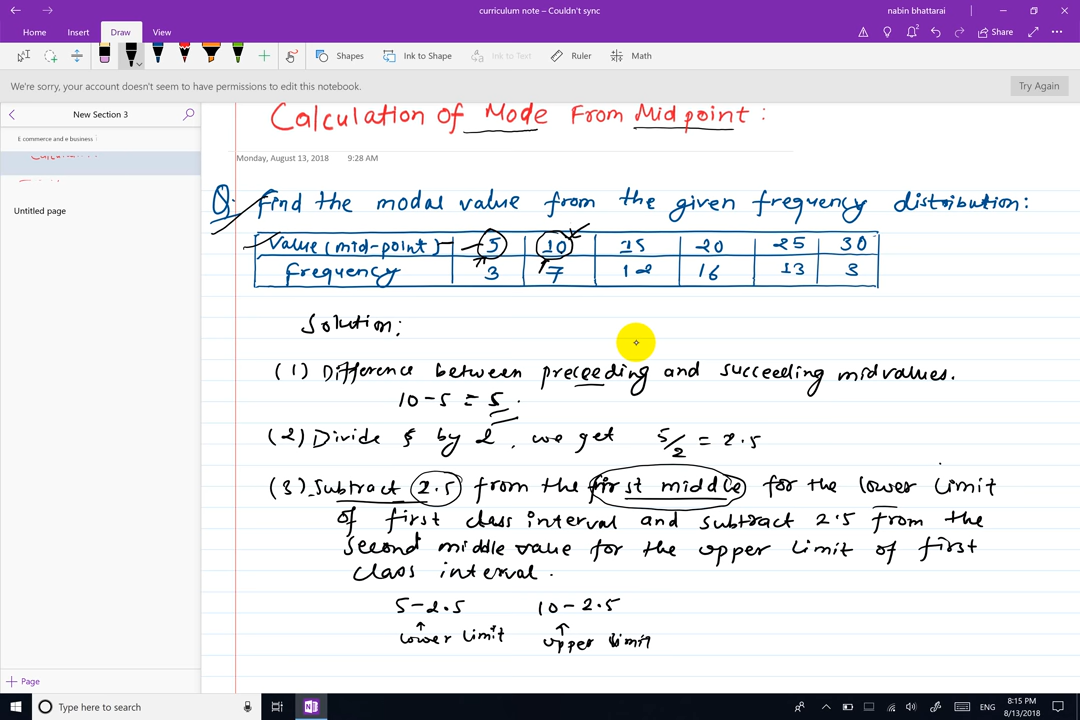 curriculum note - Couldn't sync
nabin bhattarai
Home Insert Draw View
Share
Shapes Ink to Shape Ink to Text Ruler Math
We're sorry, your account doesn't seem to have permissions to edit this notebook. Try Again
New Section 3
E commerce and e business
Untitled page
Calculation of Mode From Midpoint :
Monday, August 13, 2018 9:28 AM
Q. Find the modal value from the given frequency distribution:
Value (mid-point) 5 10 15 20 25 30
Frequency 3 7 12 16 13 3
Solution:
(1) Difference between preceeding and succeeding midvalues.
10 - 5 = 5.
(2) Divide 5 by 2, we get 5/2 = 2.5
(3) Subtract 2.5 from the first middle for the lower limit
of first class interval and subtract 2.5 from the
second middle value for the upper limit of first
class interval.
5-2.5 10-2.5
lower limit upper limit
Page
Type here to search
ENG
8:15 PM
8/13/2018